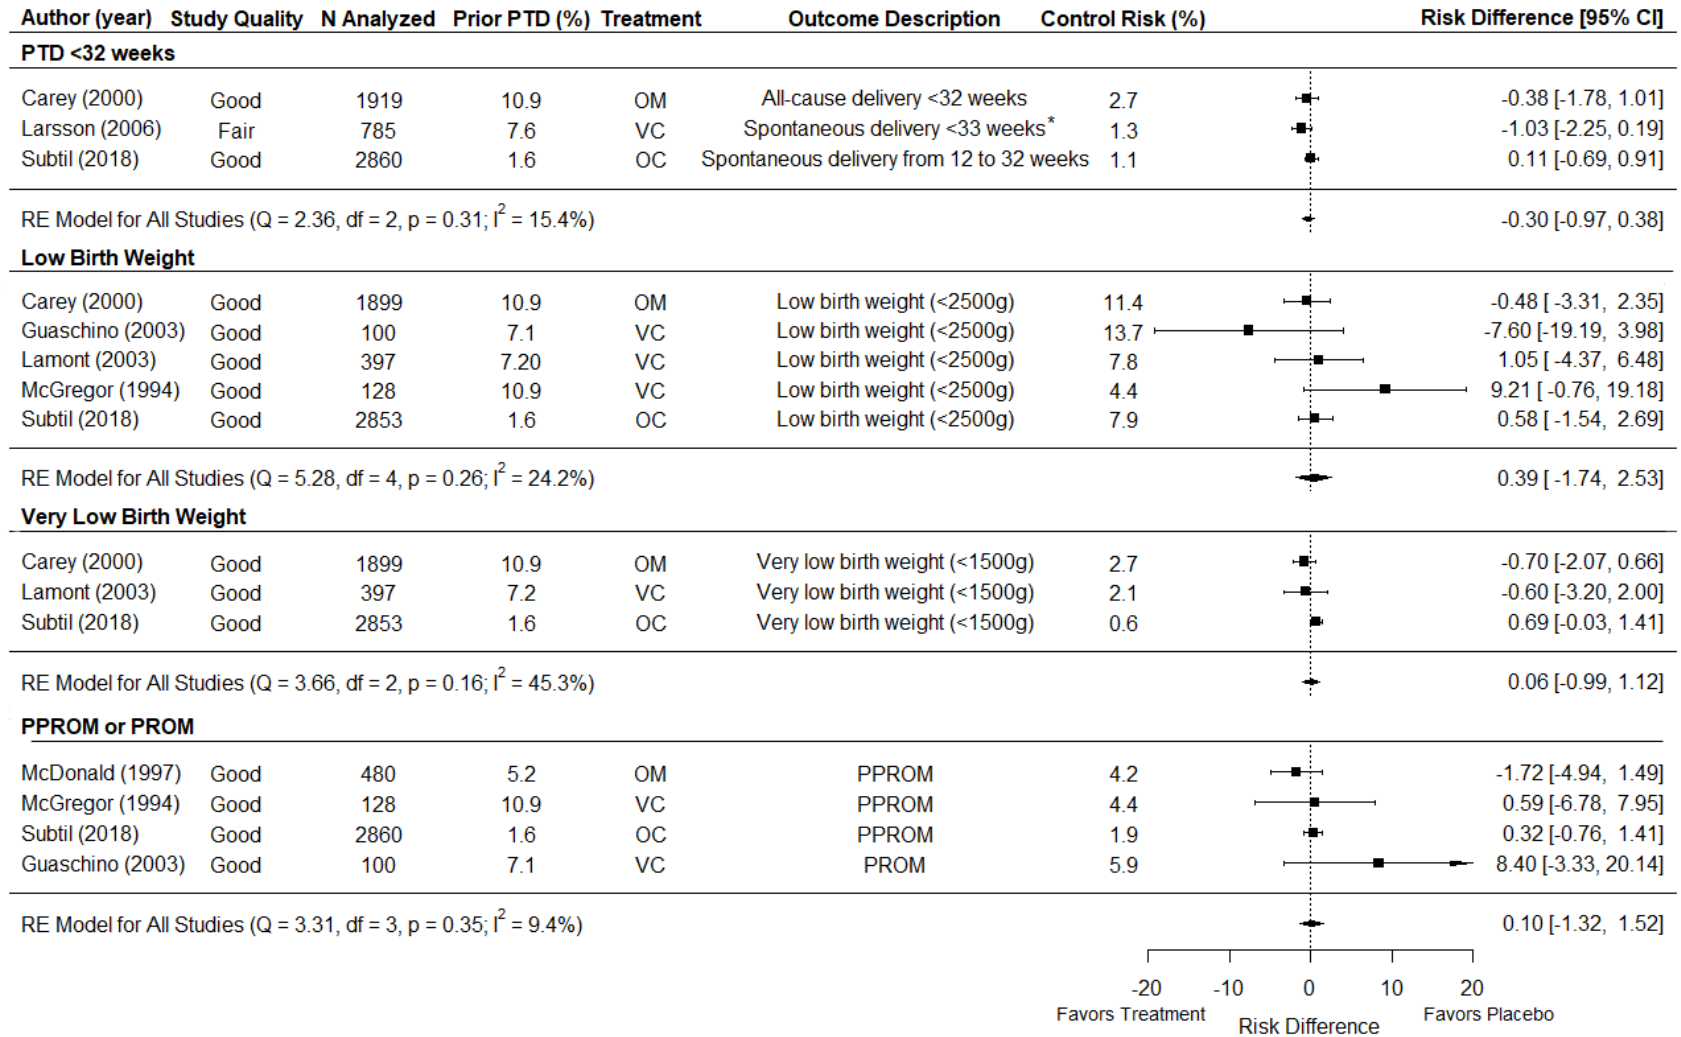 Author (year) Study Quality N Analyzed Prior PTD (%) Treatment Outcome Description Control Risk (%) Risk Difference [95% CI]
PTD <32 weeks
Carey (2000) Good 1919 10.9 OM All-cause delivery <32 weeks 2.7 -0.38 [-1.78, 1.01]
Larsson (2006) Fair 785 7.6 VC Spontaneous delivery <33 weeks* 1.3 -1.03 [-2.25, 0.19]
Subtil (2018) Good 2860 1.6 OC Spontaneous delivery from 12 to 32 weeks 1.1 0.11 [-0.69, 0.91]
RE Model for All Studies (Q = 2.36, df = 2, p = 0.31; I² = 15.4%) -0.30 [-0.97, 0.38]
Low Birth Weight
Carey (2000) Good 1899 10.9 OM Low birth weight (<2500g) 11.4 -0.48 [ -3.31, 2.35]
Guaschino (2003) Good 100 7.1 VC Low birth weight (<2500g) 13.7 -7.60 [-19.19, 3.98]
Lamont (2003) Good 397 7.20 VC Low birth weight (<2500g) 7.8 1.05 [ -4.37, 6.48]
McGregor (1994) Good 128 10.9 VC Low birth weight (<2500g) 4.4 9.21 [ -0.76, 19.18]
Subtil (2018) Good 2853 1.6 OC Low birth weight (<2500g) 7.9 0.58 [ -1.54, 2.69]
RE Model for All Studies (Q = 5.28, df = 4, p = 0.26; I² = 24.2%) 0.39 [ -1.74, 2.53]
Very Low Birth Weight
Carey (2000) Good 1899 10.9 OM Very low birth weight (<1500g) 2.7 -0.70 [-2.07, 0.66]
Lamont (2003) Good 397 7.2 VC Very low birth weight (<1500g) 2.1 -0.60 [-3.20, 2.00]
Subtil (2018) Good 2853 1.6 OC Very low birth weight (<1500g) 0.6 0.69 [-0.03, 1.41]
RE Model for All Studies (Q = 3.66, df = 2, p = 0.16; I² = 45.3%) 0.06 [-0.99, 1.12]
PPROM or PROM
McDonald (1997) Good 480 5.2 OM PPROM 4.2 -1.72 [-4.94, 1.49]
McGregor (1994) Good 128 10.9 VC PPROM 4.4 0.59 [-6.78, 7.95]
Subtil (2018) Good 2860 1.6 OC PPROM 1.9 0.32 [-0.76, 1.41]
Guaschino (2003) Good 100 7.1 VC PROM 5.9 8.40 [-3.33, 20.14]
RE Model for All Studies (Q = 3.31, df = 3, p = 0.35; I² = 9.4%) 0.10 [-1.32, 1.52]
-20 -10 0 10 20
Favors Treatment Favors Placebo
Risk Difference